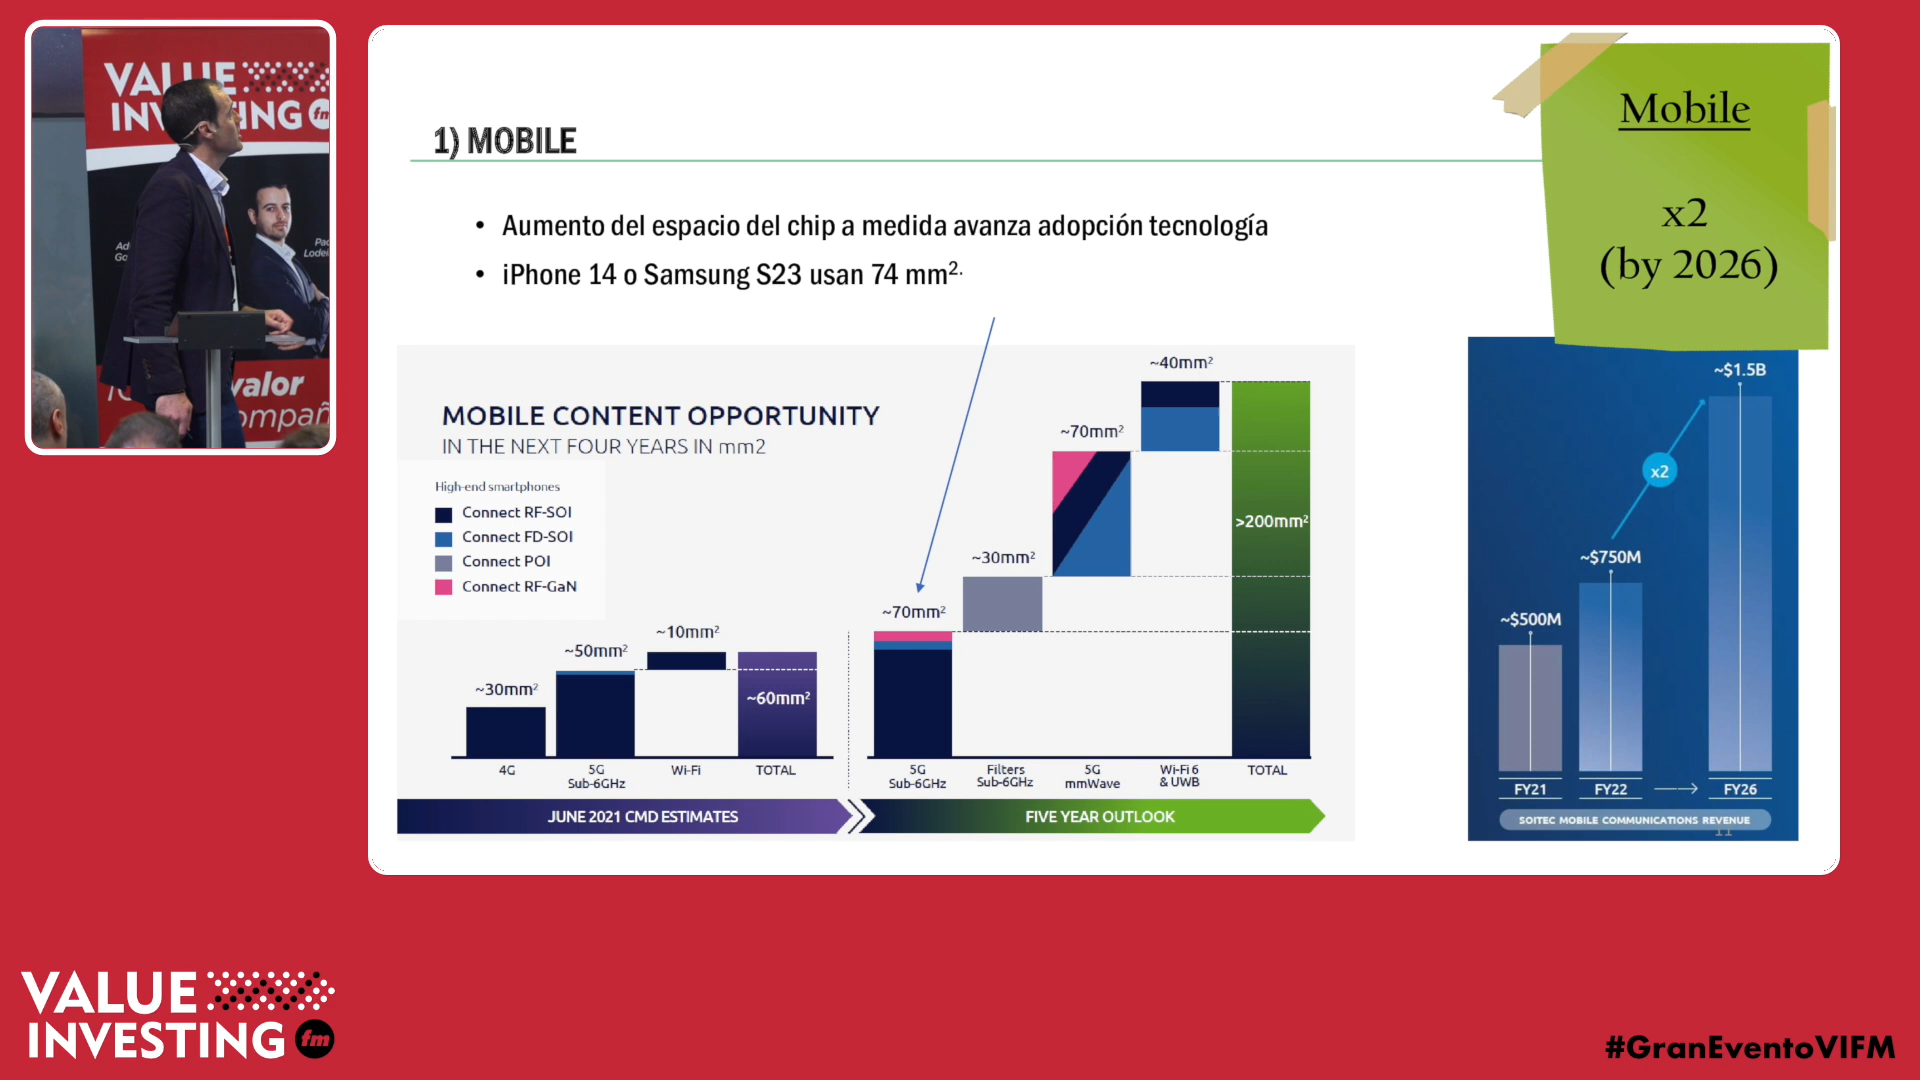 VALUE
INVESTING fm
valor
1) MOBILE
• Aumento del espacio del chip a medida avanza adopción tecnología
• iPhone 14 o Samsung S23 usan 74 mm².
Mobile
x2
(by 2026)
MOBILE CONTENT OPPORTUNITY
IN THE NEXT FOUR YEARS IN mm2
High-end smartphones
Connect RF-SOI
Connect FD-SOI
Connect POI
Connect RF-GaN
~30mm²
~50mm²
~10mm²
~60mm²
~70mm²
~30mm²
~70mm²
~40mm²
>200mm²
4G
5G
Sub-6GHz
Wi-Fi
TOTAL
5G
Sub-6GHz
Filters
Sub-6GHz
5G
mmWave
Wi-Fi 6
& UWB
TOTAL
JUNE 2021 CMD ESTIMATES
FIVE YEAR OUTLOOK
~$500M
~$750M
x2
~$1.5B
FY21
FY22
FY26
SOITEC MOBILE COMMUNICATIONS REVENUE
11
VALUE
INVESTING fm
#GranEventoVIFM